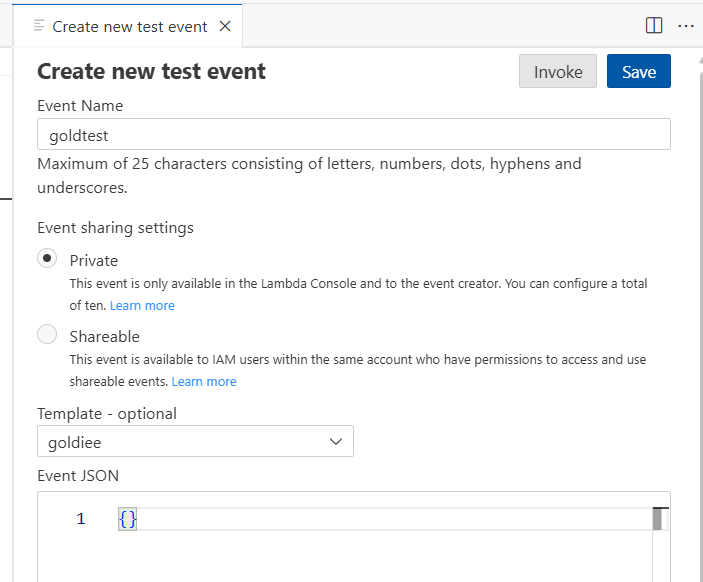 Create new test event
Create new test event
Invoke
Save
Event Name
goldtest
Maximum of 25 characters consisting of letters, numbers, dots, hyphens and
underscores.
Event sharing settings
Private
This event is only available in the Lambda Console and to the event creator. You can configure a total
of ten. Learn more
Shareable
This event is available to IAM users within the same account who have permissions to access and use
shareable events. Learn more
Template - optional
goldiee
Event JSON
1 {}